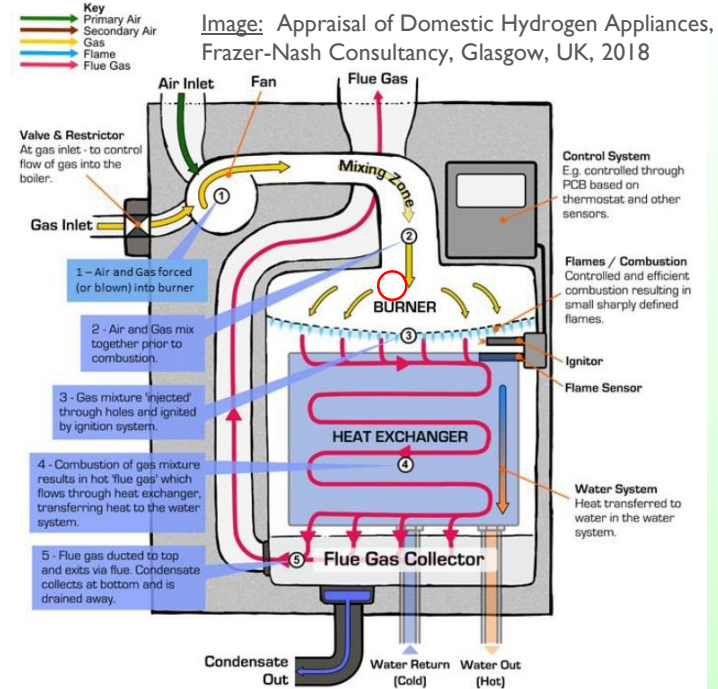 Key
Primary Air
Secondary Air
Gas
Flame
Flue Gas
Image: Appraisal of Domestic Hydrogen Appliances,
Frazer-Nash Consultancy, Glasgow, UK, 2018
Air Inlet
Fan
Flue Gas
Valve & Restrictor
At gas inlet - to control
flow of gas into the
boiler.
Mixing Zone
Control System
E.g. controlled through
PCB based on
thermostat and other
sensors.
Gas Inlet
1
2
1 – Air and Gas forced
(or blown) into burner
Flames / Combustion
Controlled and efficient
combustion resulting in
small sharply defined
flames.
BURNER
2 - Air and Gas mix
together prior to
combustion.
3
Ignitor
Flame Sensor
3 - Gas mixture 'injected'
through holes and ignited
by ignition system.
HEAT EXCHANGER
4
4 - Combustion of gas mixture
results in hot 'flue gas' which
flows through heat exchanger,
transferring heat to the water
system.
Water System
Heat transferred to
water in the water
system.
5 - Flue gas ducted to top
and exits via flue. Condensate
collects at bottom and is
drained away.
5
Flue Gas Collector
Condensate
Out
Water Return
(Cold)
Water Out
(Hot)